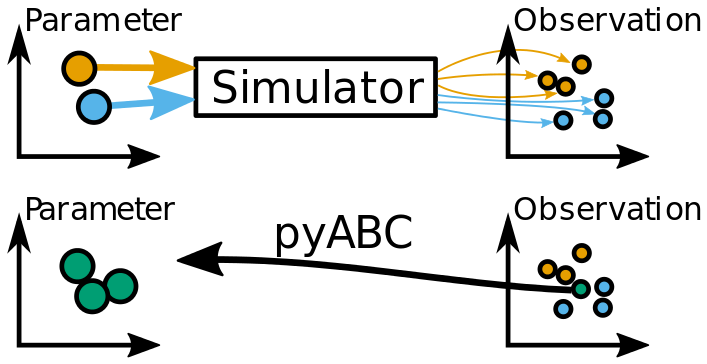 Parameter
Observation
Simulator
Parameter
Observation
pyABC